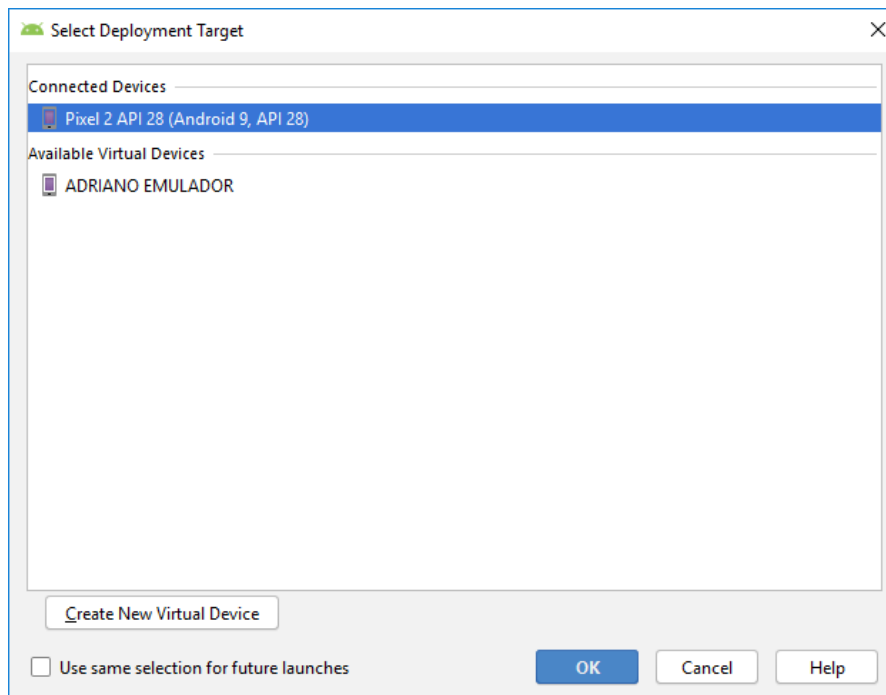 Select Deployment Target
Connected Devices
Pixel 2 API 28 (Android 9, API 28)
Available Virtual Devices
ADRIANO EMULADOR
Create New Virtual Device
Use same selection for future launches
OK Cancel Help